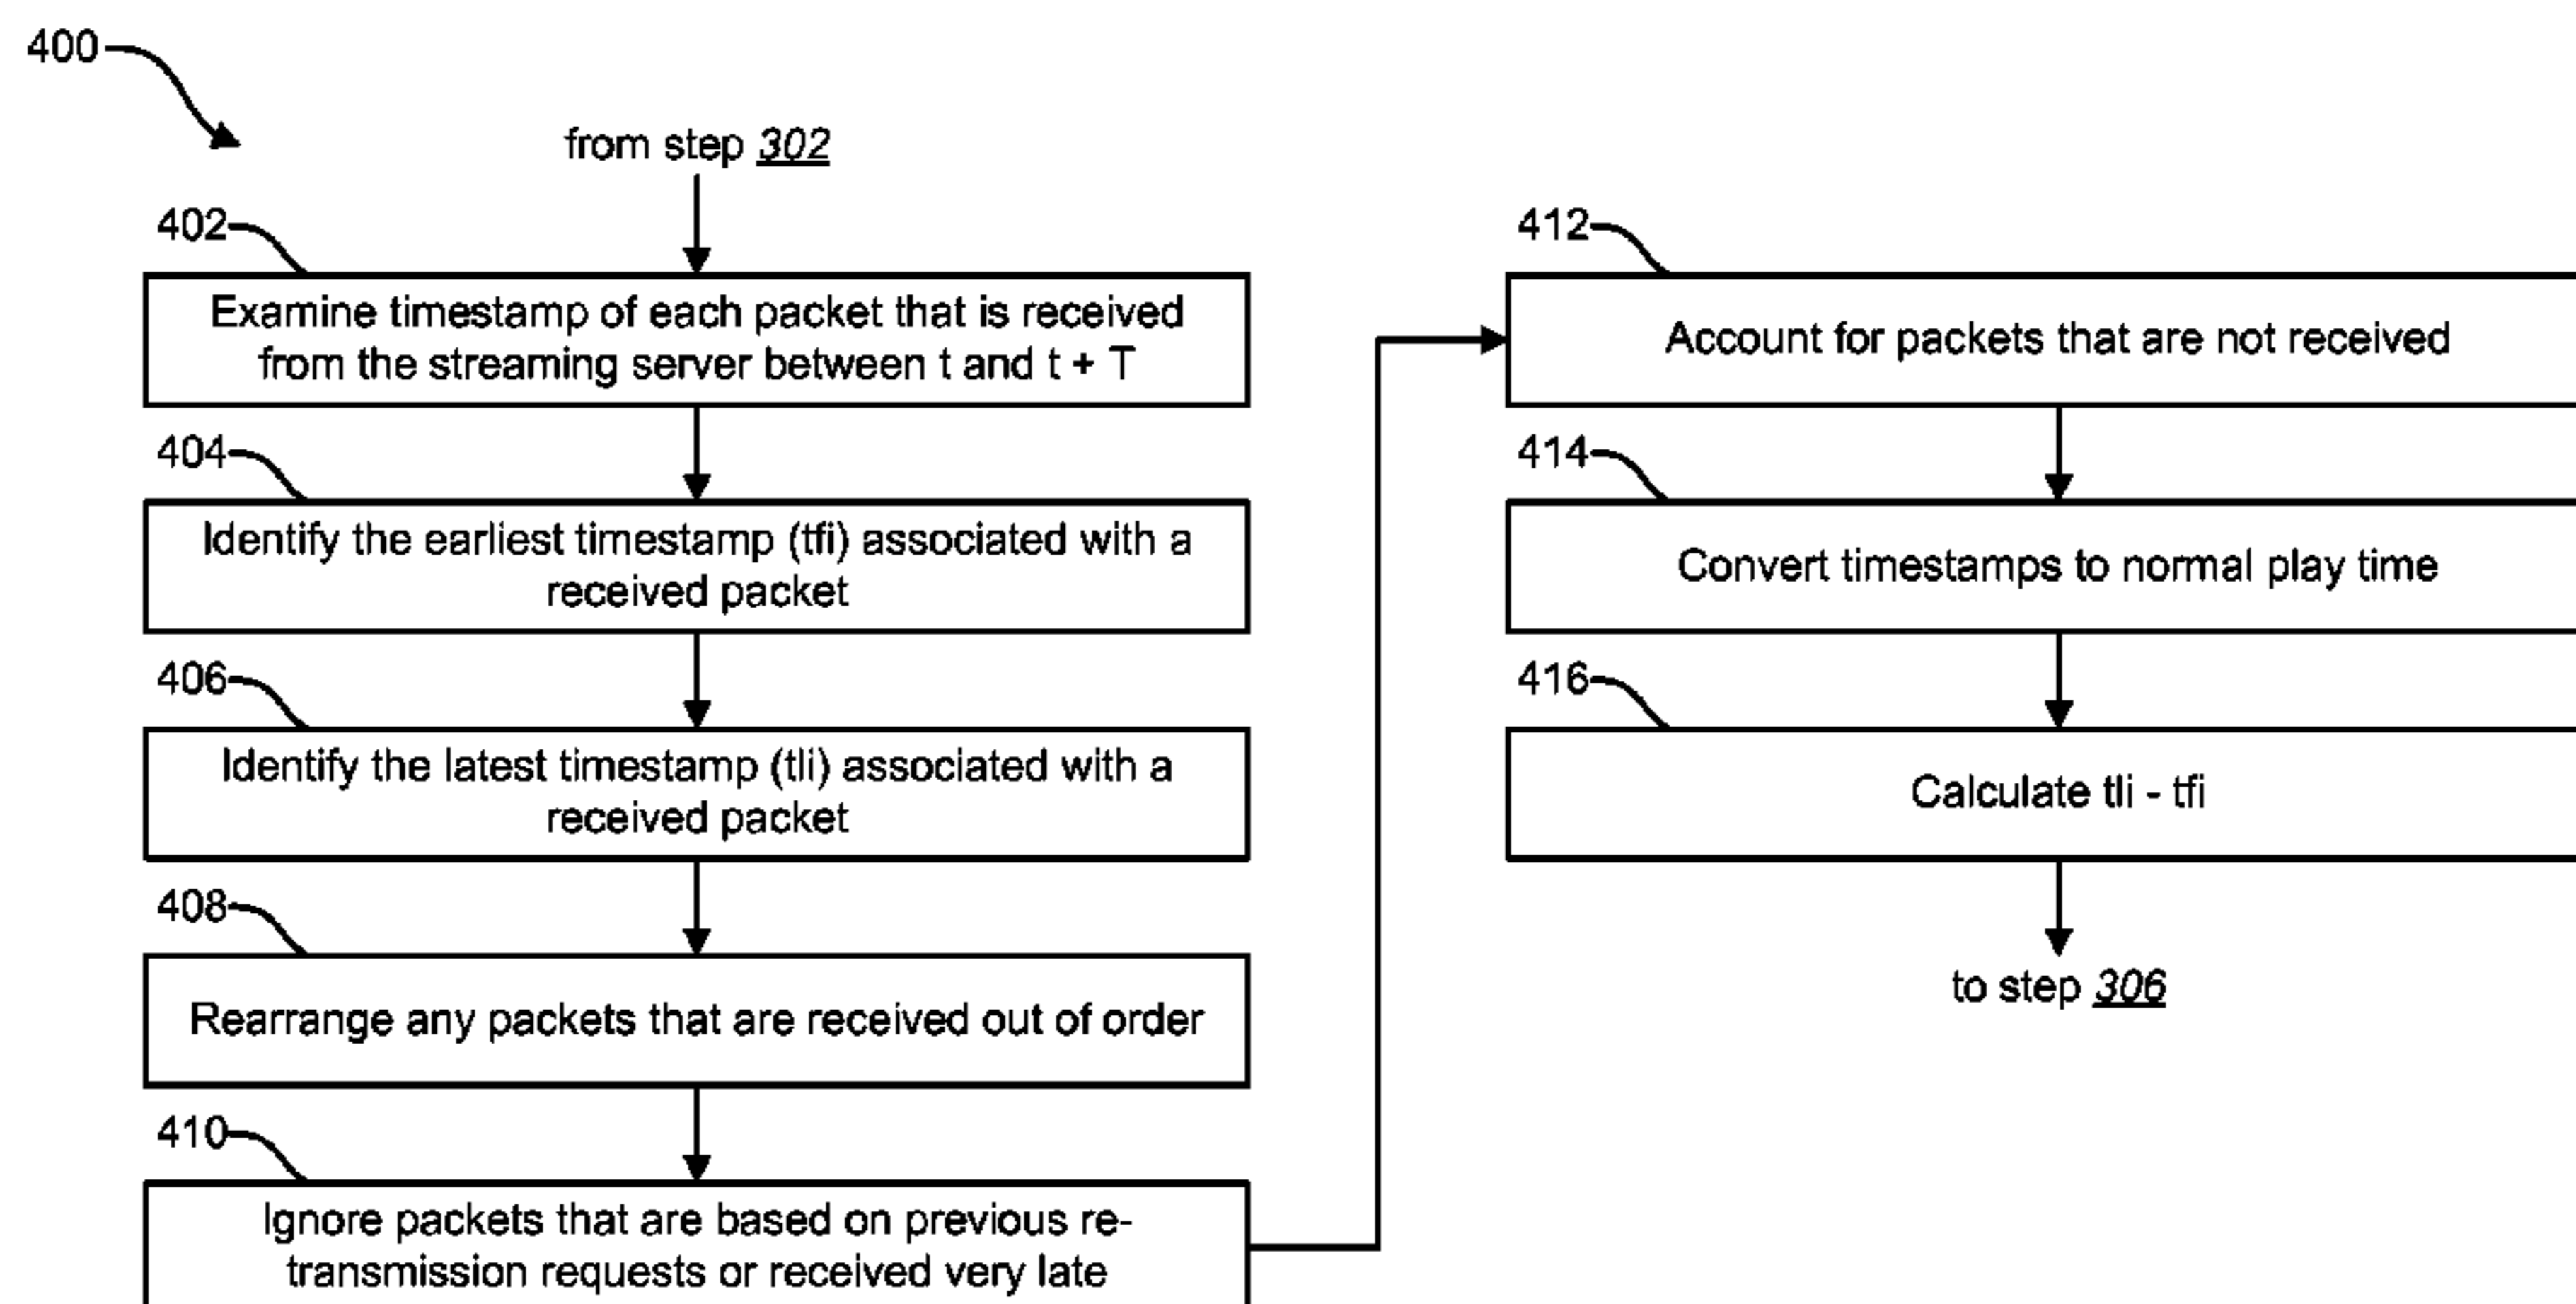 400
from step 302
402
Examine timestamp of each packet that is received
from the streaming server between t and t + T
404
Identify the earliest timestamp (tfi) associated with a
received packet
406
Identify the latest timestamp (tli) associated with a
received packet
408
Rearrange any packets that are received out of order
410
Ignore packets that are based on previous re-
transmission requests or received very late
412
Account for packets that are not received
414
Convert timestamps to normal play time
416
Calculate tli - tfi
to step 306